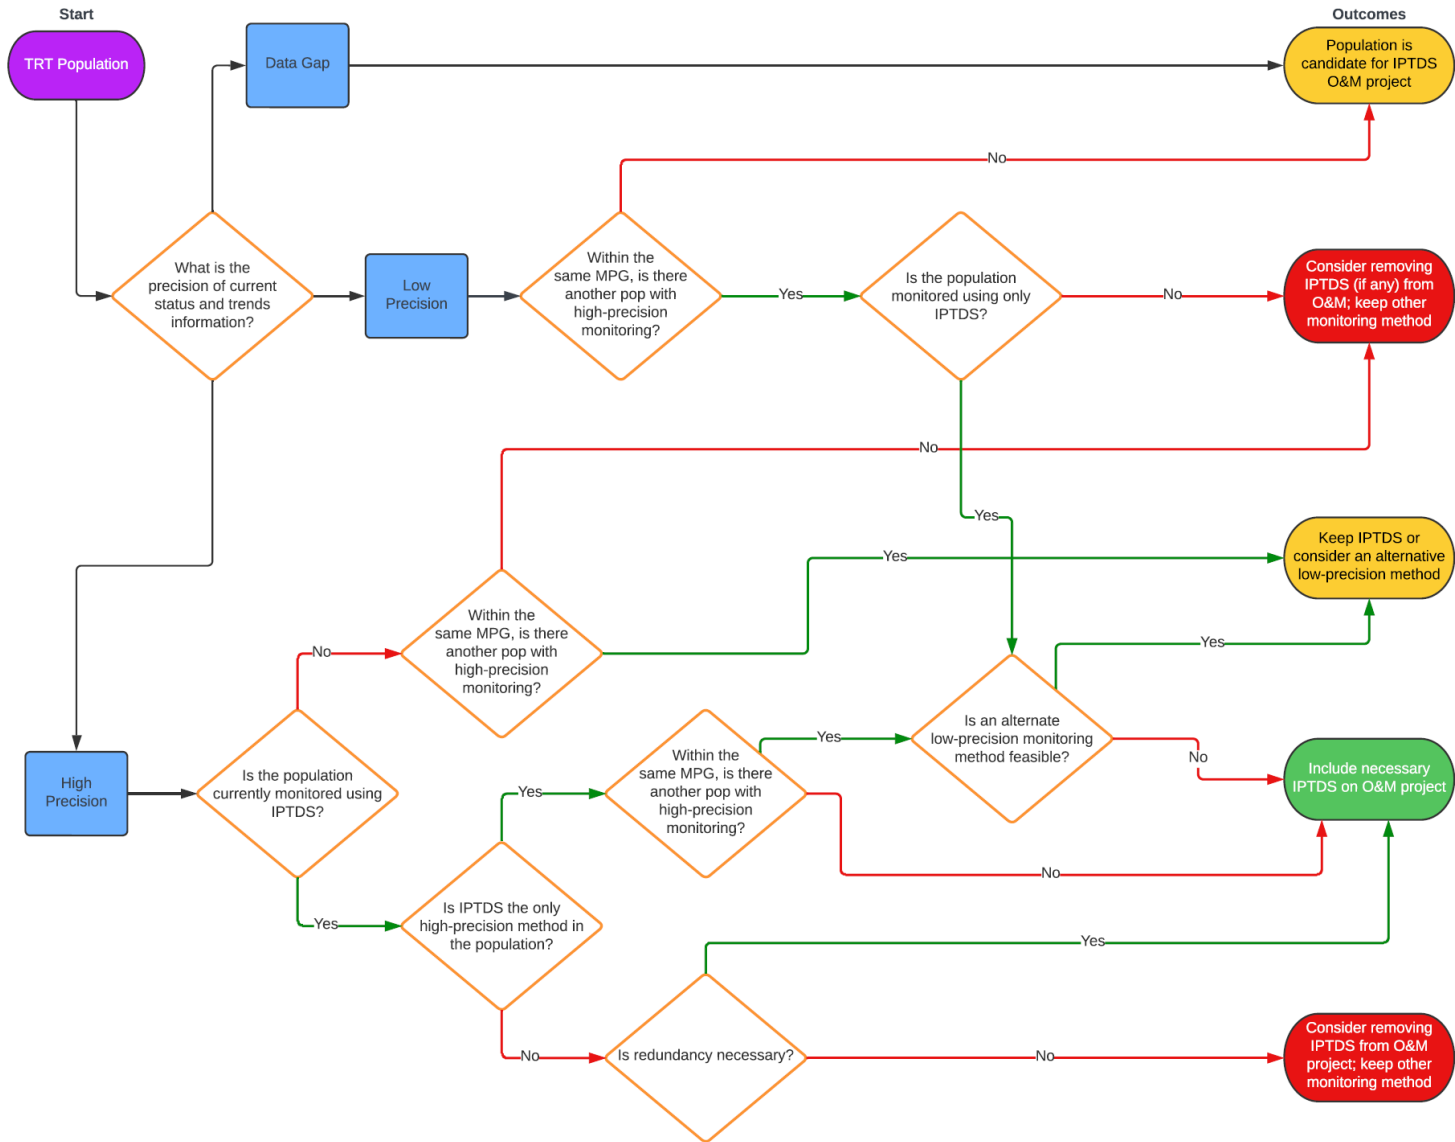 Start
Outcomes
TRT Population
Data Gap
Population is
candidate for IPTDS
O&M project
No
What is the
precision of current
status and trends
information?
Low
Precision
Within the
same MPG, is there
another pop with
high-precision
monitoring?
Yes
Is the population
monitored using only
IPTDS?
No
Consider removing
IPTDS (if any) from
O&M; keep other
monitoring method
No
Yes
Yes
Keep IPTDS or
consider an alternative
low-precision method
Within the
same MPG, is there
another pop with
high-precision
monitoring?
No
Yes
Is an alternate
low-precision monitoring
method feasible?
No
High
Precision
Is the population
currently monitored using
IPTDS?
Yes
Within the
same MPG, is there
another pop with
high-precision
monitoring?
Yes
Include necessary
IPTDS on O&M project
No
Yes
Is IPTDS the only
high-precision method in
the population?
Yes
No
Is redundancy necessary?
No
Consider removing
IPTDS from O&M
project; keep other
monitoring method